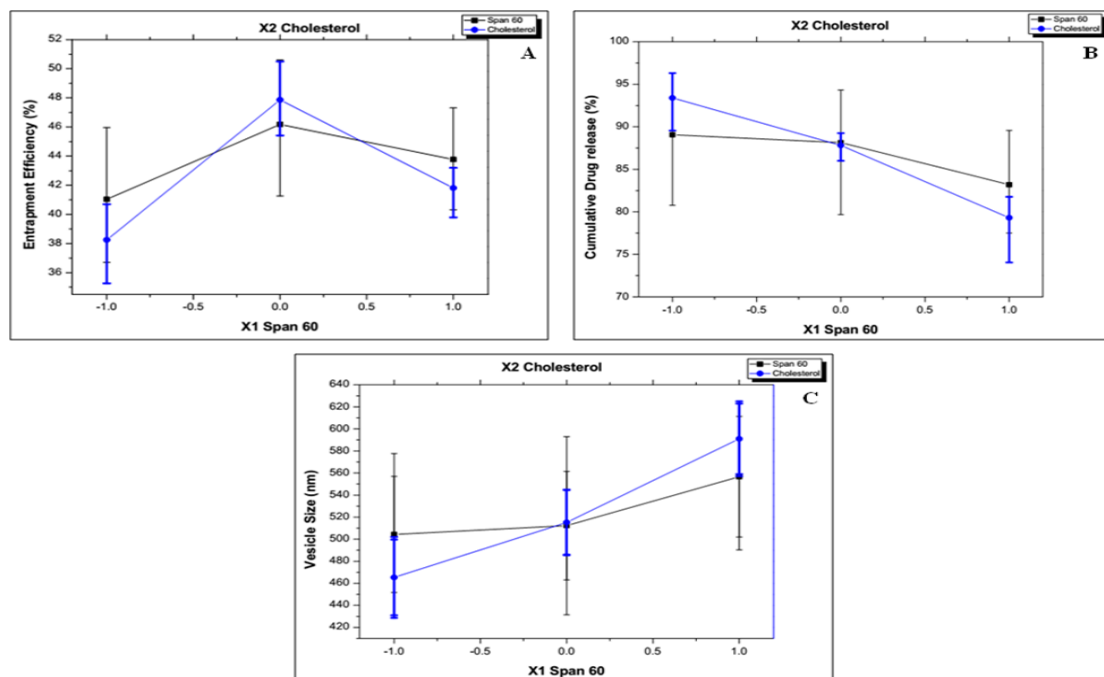 X2 Cholesterol
Span 60
Cholesterol
A
52
50
48
46
44
42
40
38
36
Entrapment Efficiency (%)
-1.0 -0.5 0.0 0.5 1.0
X1 Span 60
X2 Cholesterol
Span 60
Cholesterol
B
100
95
90
85
80
75
70
Cumulative Drug release (%)
-1.0 -0.5 0.0 0.5 1.0
X1 Span 60
X2 Cholesterol
Span 60
Cholesterol
C
640
620
600
580
560
540
520
500
480
460
440
420
Vesicle Size (nm)
-1.0 -0.5 0.0 0.5 1.0
X1 Span 60